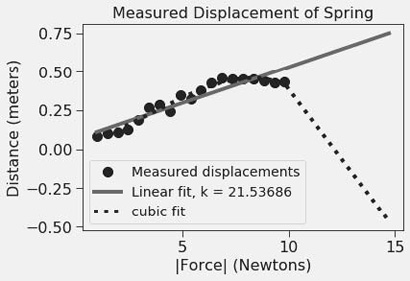 Measured Displacement of Spring
Distance (meters)
0.75
0.50
0.25
0.00
−0.25
−0.50
Measured displacements
Linear fit, k = 21.53686
cubic fit
5
10
15
|Force| (Newtons)